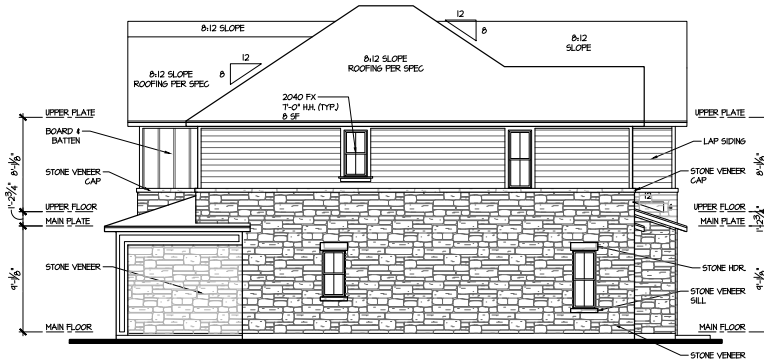 8:12 SLOPE
12
8
8:12 SLOPE
ROOFING PER SPEC
12
8
8:12 SLOPE
ROOFING PER SPEC
8:12
SLOPE
2040 FX
7'-0" H.H. (TYP.)
8 SF
UPPER PLATE
BOARD &
BATTEN
STONE VENEER
CAP
UPPER FLOOR
MAIN PLATE
STONE VENEER
MAIN FLOOR
UPPER PLATE
LAP SIDING
STONE VENEER
CAP
12
UPPER FLOOR
MAIN PLATE
STONE HDR.
STONE VENEER
SILL
MAIN FLOOR
STONE VENEER